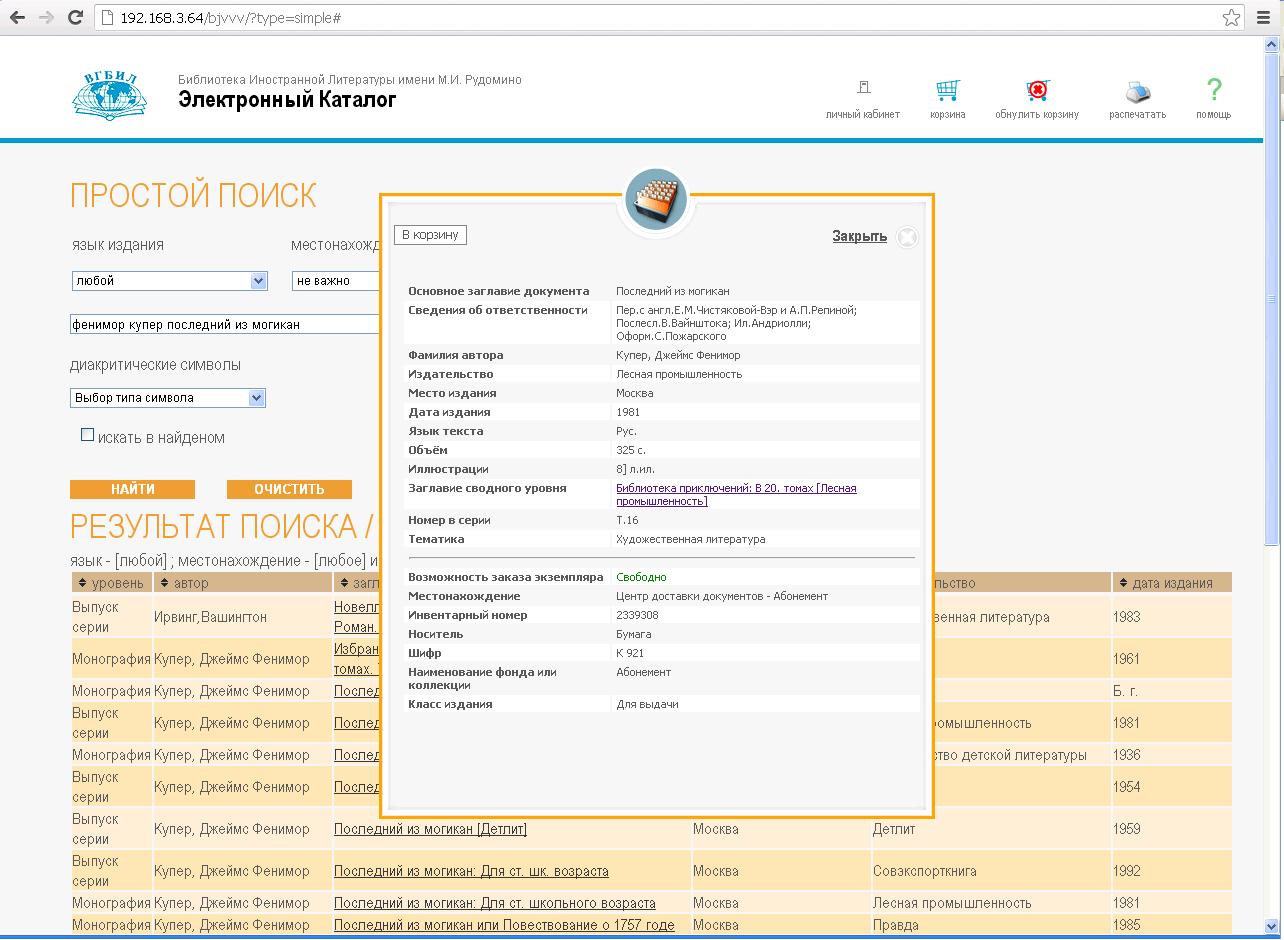 192.168.3.64/bjvvv/?type=simple#
ВГБИЛ
Библиотека Иностранной Литературы имени М.И. Рудомино
Электронный Каталог
личный кабинет
корзина
обнулить корзину
распечатать
?
помощь
ПРОСТОЙ ПОИСК
язык издания
местонахожд
любой
не важно
фенимор купер последний из могикан
диакритические символы
Выбор типа символа
искать в найденом
НАЙТИ
ОЧИСТИТЬ
В корзину
Закрыть
Основное заглавие документа Последний из могикан
Сведения об ответственности Пер.с англ.Е.М.Чистяковой-Вэр и А.П.Репиной;
Послесл.В.Вайнштока; Ил.Андриолли;
Оформ.С.Пожарского
Фамилия автора Купер, Джеймс Фенимор
Издательство Лесная промышленность
Место издания Москва
Дата издания 1981
Язык текста Рус.
Объём 325 с.
Иллюстрации 8] л.ил.
Заглавие сводного уровня Библиотека приключений: В 20. томах [Лесная
промышленность]
Номер в серии Т.16
Тематика Художественная литература
Возможность заказа экземпляра Свободно
Местонахождение Центр доставки документов - Абонемент
Инвентарный номер 2339308
Носитель Бумага
Шифр К 921
Наименование фонда или
коллекции Абонемент
Класс издания Для выдачи
РЕЗУЛЬТАТ ПОИСКА /
язык - [любой] ; местонахождение - [любое] и
уровень автор загл льство дата издания
Выпуск
серии Ирвинг,Вашингтон Новелл
Роман. венная литература 1983
Монография Купер, Джеймс Фенимор Избран
томах. 1961
Монография Купер, Джеймс Фенимор Послед Б. г.
Выпуск
серии Купер, Джеймс Фенимор Послед омышленность 1981
Монография Купер, Джеймс Фенимор Послед тво детской литературы 1936
Выпуск
серии Купер, Джеймс Фенимор Послед 1954
Выпуск
серии Купер, Джеймс Фенимор Последний из могикан [Детлит] Москва Детлит 1959
Выпуск
серии Купер, Джеймс Фенимор Последний из могикан: Для ст. шк. возраста Москва Совэкспорткнига 1992
Монография Купер, Джеймс Фенимор Последний из могикан: Для ст. школьного возраста Москва Лесная промышленность 1981
Монография Купер, Джеймс Фенимор Последний из могикан или Повествование о 1757 годе Москва Правда 1985